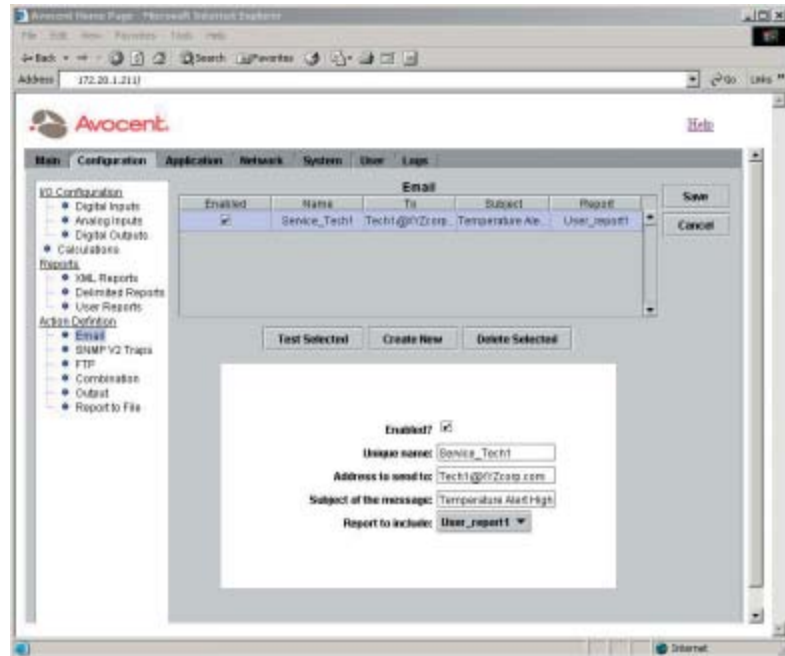 Avocent Home Page - Microsoft Internet Explorer
File Edit View Favorites Tools Help
Back Search Favorites
Address 172.20.1.211/ Go Links »
Avocent. Help
Main Configuration Application Network System User Logs
I/O Configuration
Digital Inputs
Analog Inputs
Digital Outputs
Calculations
Reports
XML Reports
Delimited Reports
User Reports
Action Definition
Email
SNMP V2 Traps
FTP
Combination
Output
Report to File
Email
Enabled Name To Subject Report
Service_Tech1 Tech1@XYZcorp... Temperature Ale... User_report1
Save
Cancel
Test Selected Create New Delete Selected
Enabled?
Unique name: Service_Tech1
Address to send to: Tech1@XYZcorp.com
Subject of the message: Temperature Alert High
Report to include: User_report1
Internet